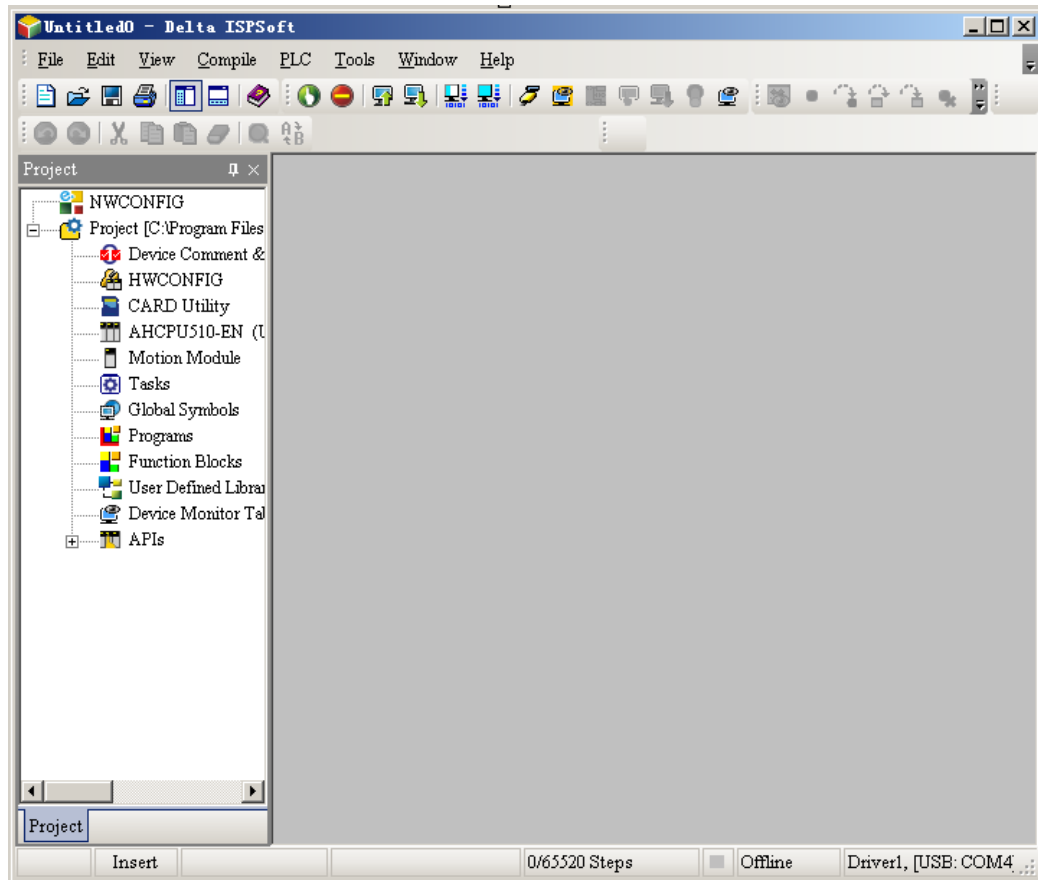 Untitled0 - Delta ISPSoft
File Edit View Compile PLC Tools Window Help
Project
NWCONFIG
Project [C:\Program Files
Device Comment &
HWCONFIG
CARD Utility
AHCPU510-EN (U
Motion Module
Tasks
Global Symbols
Programs
Function Blocks
User Defined Librar
Device Monitor Tab
APIs
Project
Insert 0/65520 Steps Offline Driver1, [USB: COM4